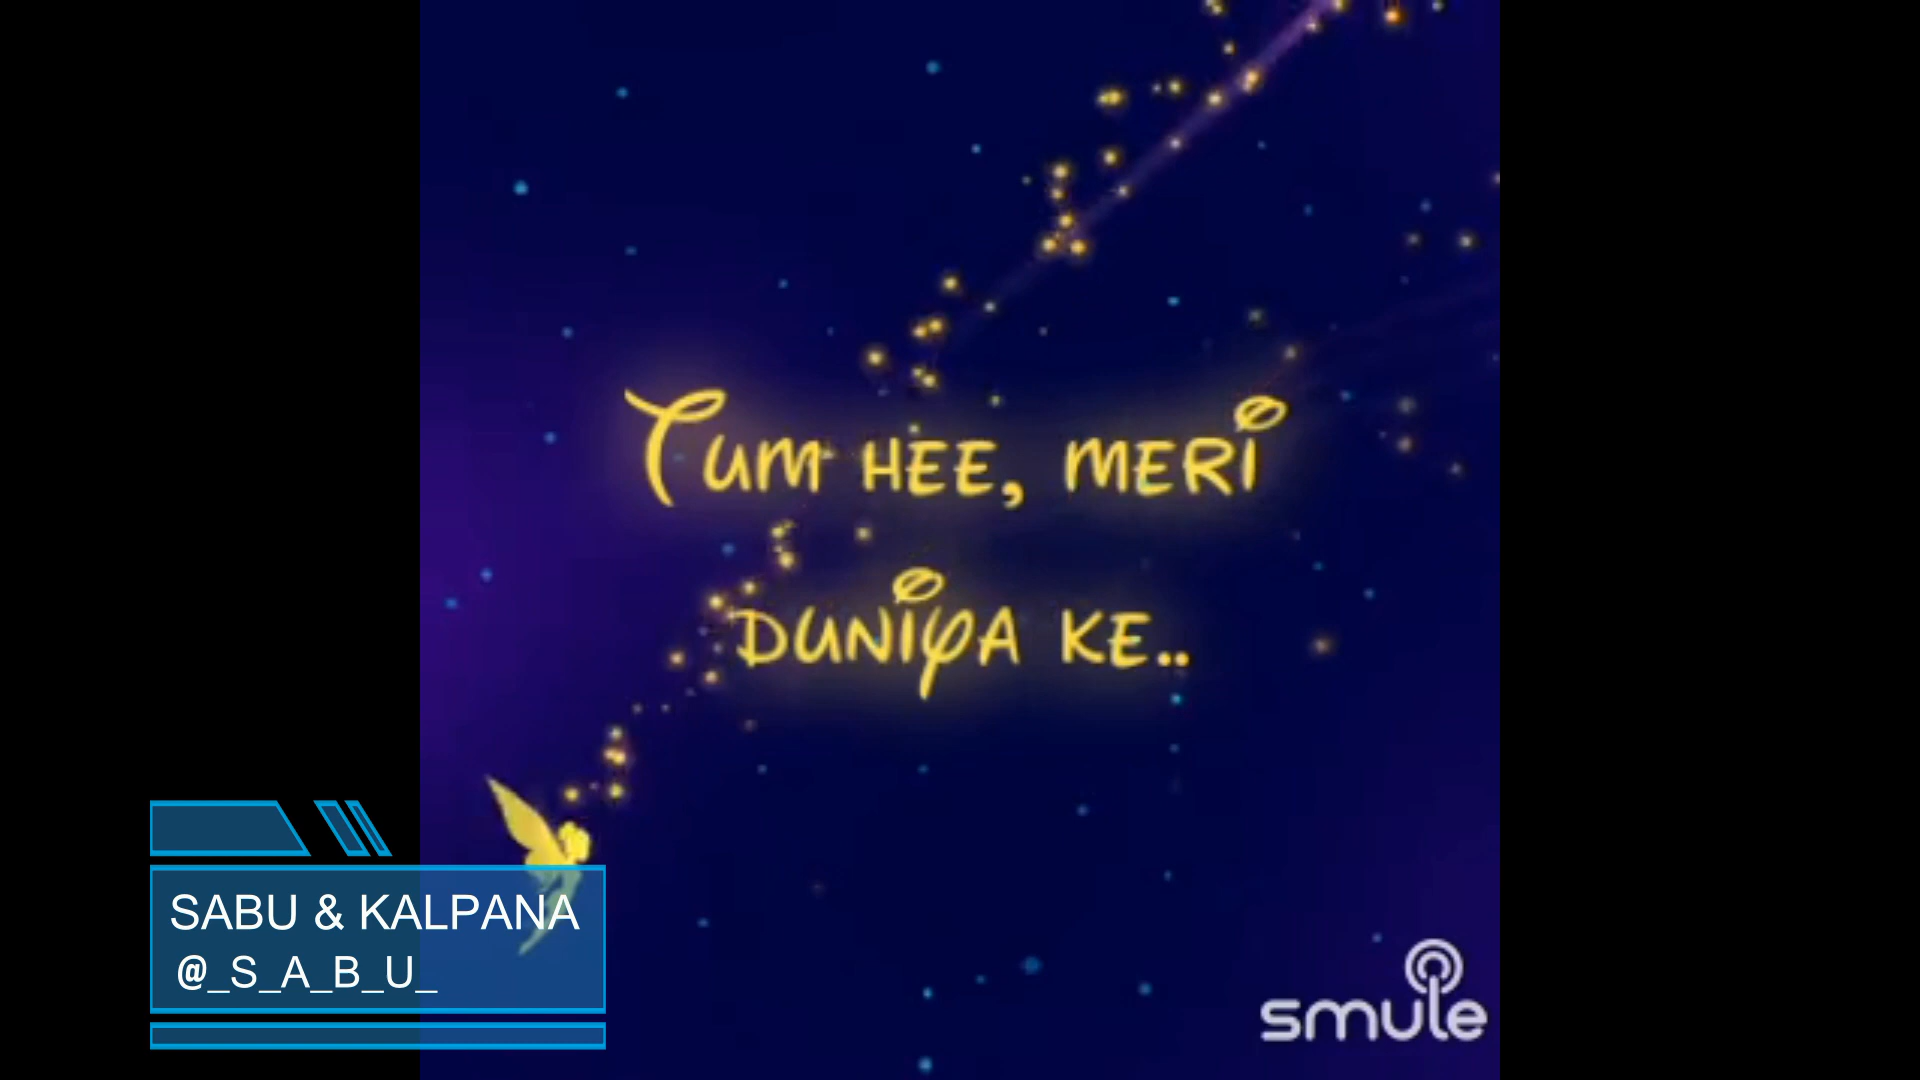 Tum hee, meri
duniya ke..
SABU & KALPANA
@_S_A_B_U_
smule